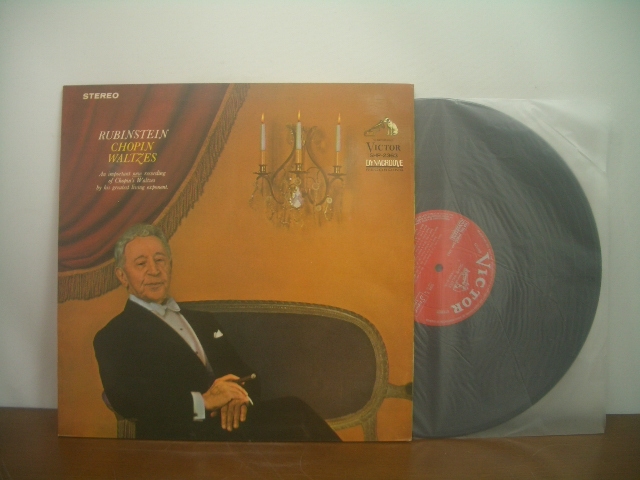 STEREO
RUBINSTEIN
CHOPIN
WALTZES
An important new recording
of Chopin's Waltzes
by his greatest living exponent.
VICTOR
DYNAGROOVE
VICTOR